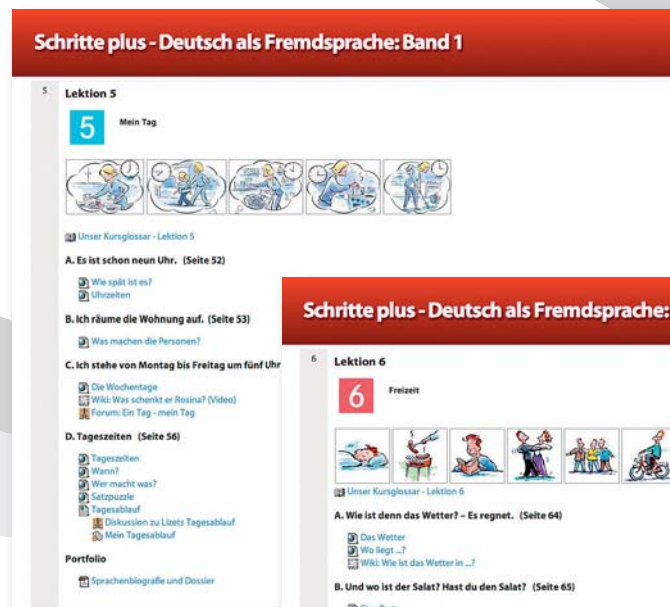 Schritte plus - Deutsch als Fremdsprache: Band 1
5
Lektion 5
5
Mein Tag
Unser Kursglossar - Lektion 5
A. Es ist schon neun Uhr. (Seite 52)
Wie spät ist es?
Uhrzeiten
B. Ich räume die Wohnung auf. (Seite 53)
Was machen die Personen?
C. Ich stehe von Montag bis Freitag um fünf Uhr
Die Wochentage
Wiki: Was schenkt er Rosina? (Video)
Forum: Ein Tag - mein Tag
D. Tageszeiten (Seite 56)
Tageszeiten
Wann?
Wer macht was?
Satzpuzzle
Tagesablauf
Diskussion zu Lizets Tagesablauf
Mein Tagesablauf
Portfolio
Sprachenbiografie und Dossier
Schritte plus - Deutsch als Fremdsprache:
6
Lektion 6
6
Freizeit
Unser Kursglossar - Lektion 6
A. Wie ist denn das Wetter? – Es regnet. (Seite 64)
Das Wetter
Wo liegt ...?
Wiki: Wie ist das Wetter in ...?
B. Und wo ist der Salat? Hast du den Salat? (Seite 65)